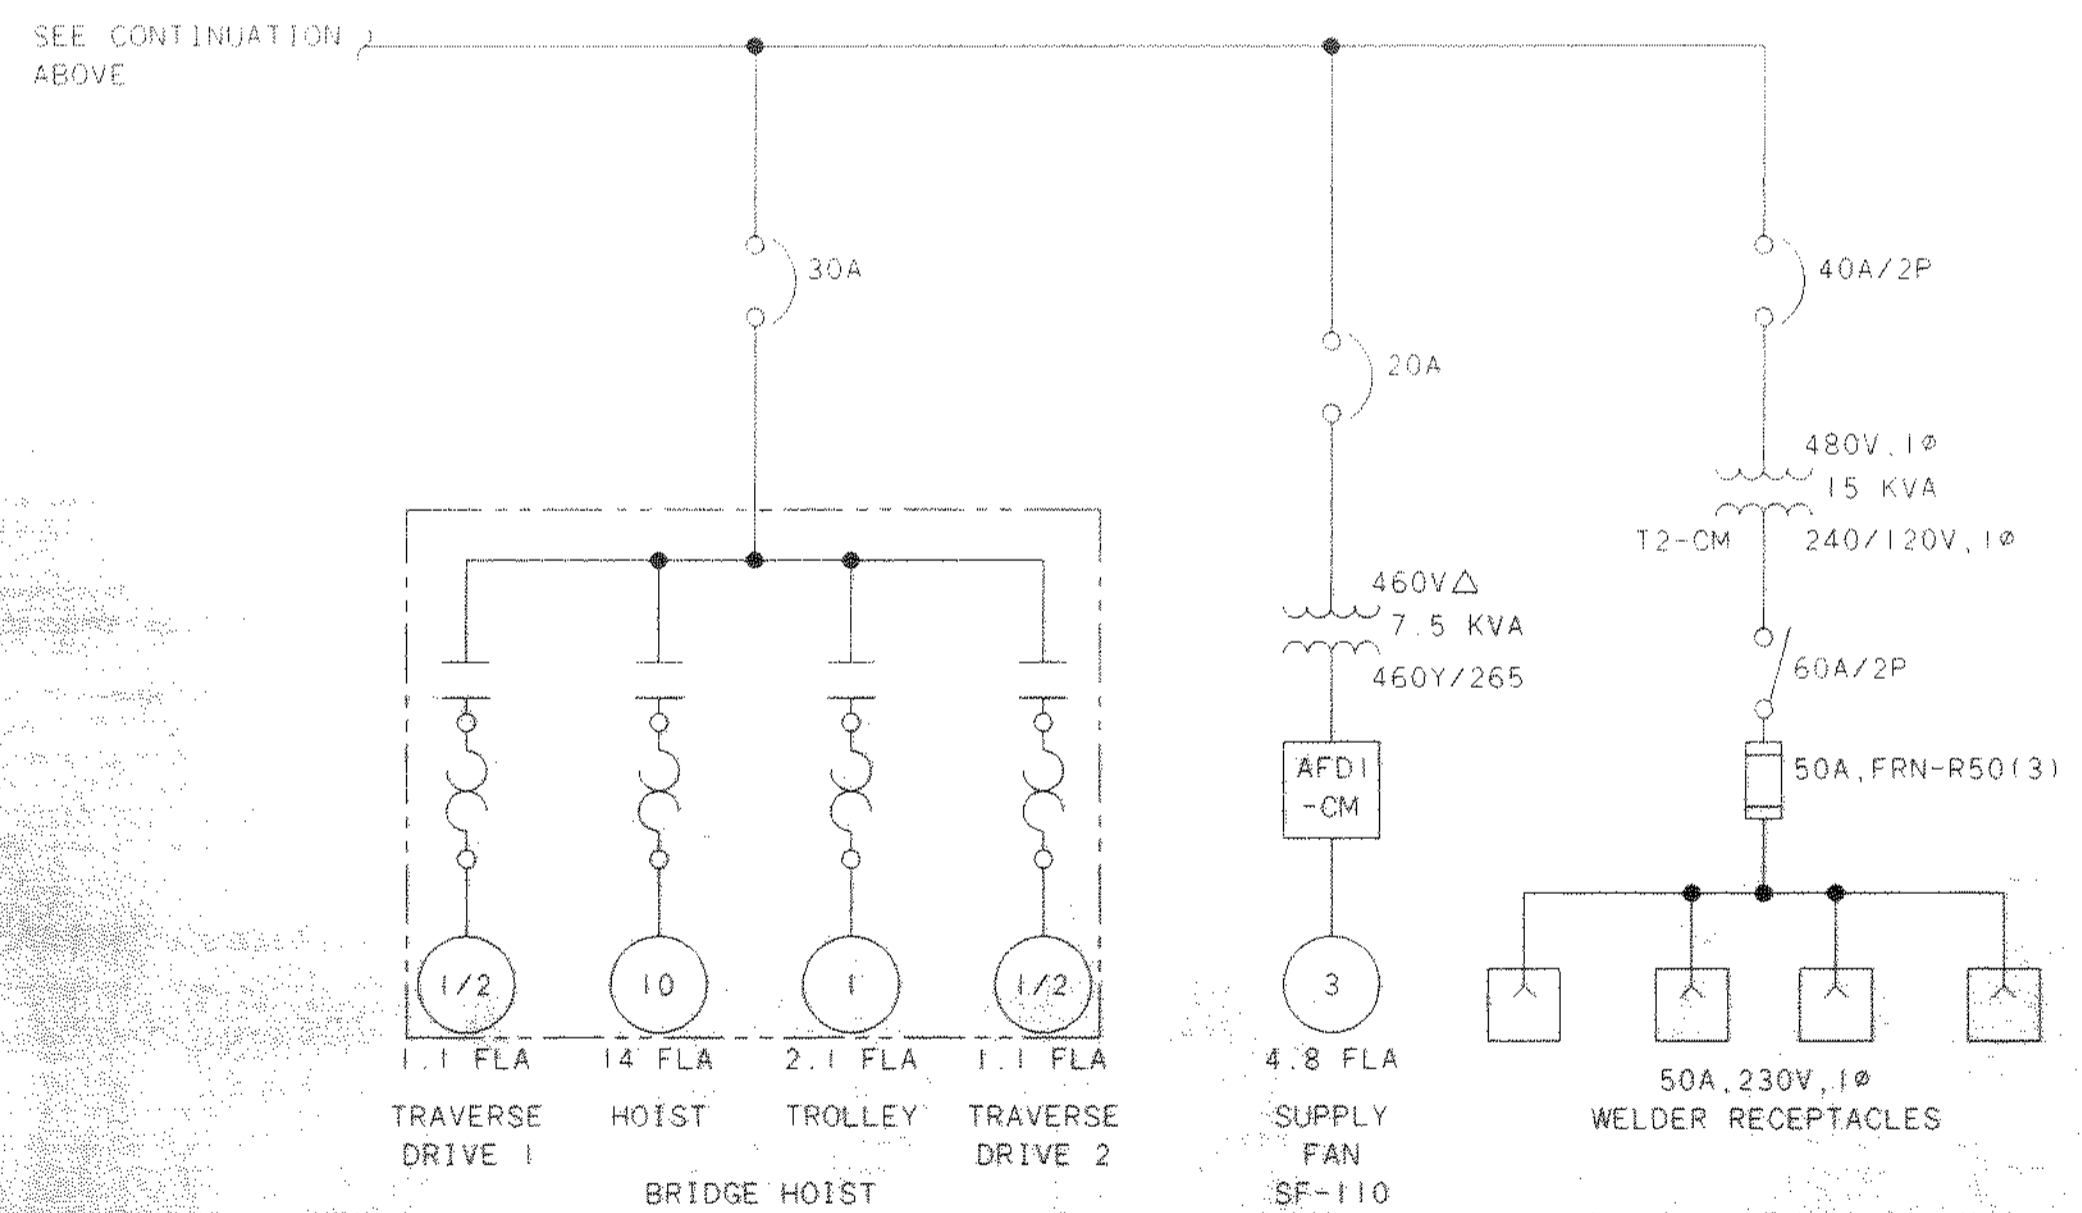 SEE CONTINUATION
ABOVE
30A
20A
40A/2P
480V,1Ø
15 KVA
T2-CM
240/120V,1Ø
460V△
7.5 KVA
460Y/265
60A/2P
AFD1
-CM
50A,FRN-R50(3)
1/2
10
1
1/2
3
1.1 FLA
14 FLA
2.1 FLA
1.1 FLA
4.8 FLA
50A,230V,1Ø
WELDER RECEPTACLES
TRAVERSE
DRIVE 1
HOIST
TROLLEY
TRAVERSE
DRIVE 2
BRIDGE HOIST
SUPPLY
FAN
SF-110